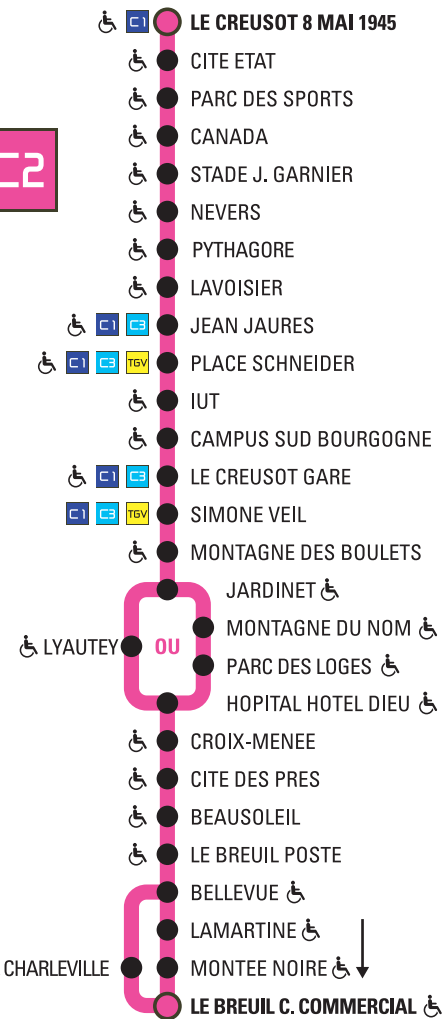 C1 LE CREUSOT 8 MAI 1945
CITE ETAT
PARC DES SPORTS
CANADA
C2
STADE J. GARNIER
NEVERS
PYTHAGORE
LAVOISIER
C1 C3 JEAN JAURES
C1 C3 TGV PLACE SCHNEIDER
IUT
CAMPUS SUD BOURGOGNE
C1 C3 LE CREUSOT GARE
C1 C3 TGV SIMONE VEIL
MONTAGNE DES BOULETS
JARDINET
MONTAGNE DU NOM
LYAUTEY OU
PARC DES LOGES
HOPITAL HOTEL DIEU
CROIX-MENEE
CITE DES PRES
BEAUSOLEIL
LE BREUIL POSTE
BELLEVUE
LAMARTINE
CHARLEVILLE MONTEE NOIRE
LE BREUIL C. COMMERCIAL